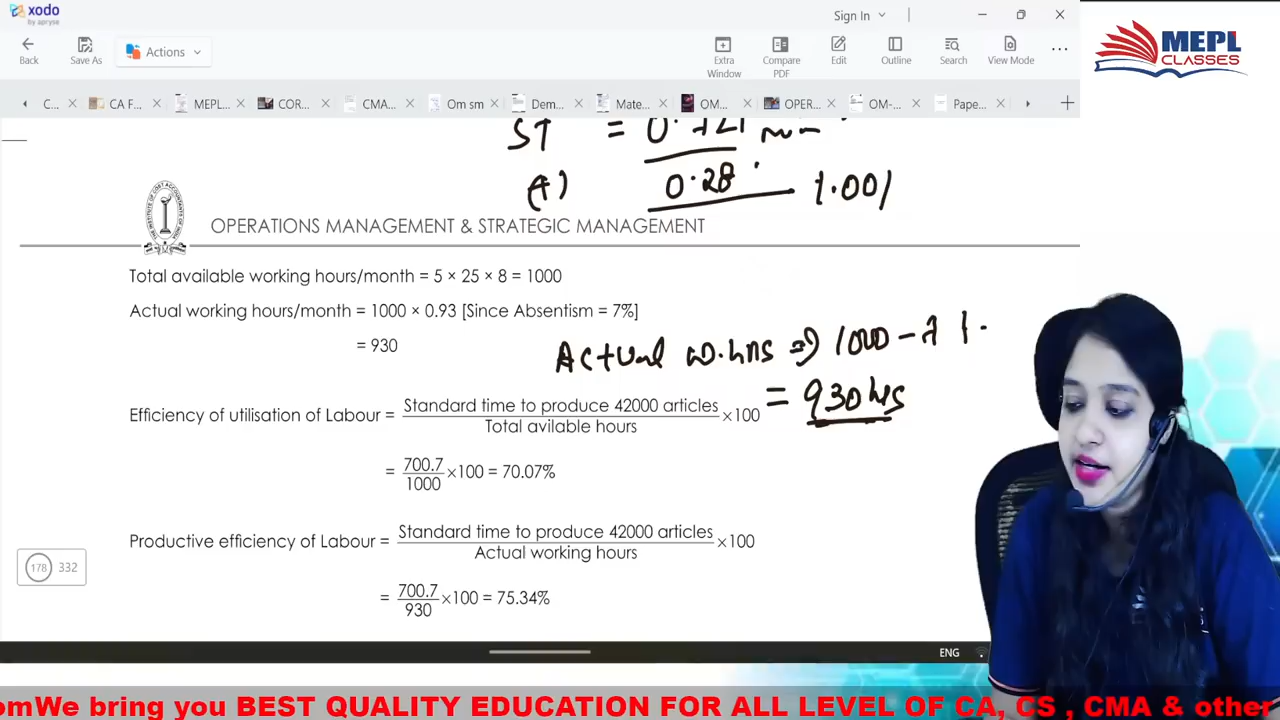 xodo
by apryse
Sign In
Back
Save As
Actions
Extra Window
Compare PDF
Edit
Outline
Search
View Mode
MEPL
CLASSES
C...
CA F...
MEPL...
COR...
CMA...
Om sm
Dem...
Mate...
OM...
OPER...
OM-...
Pape...
ST =
(+) 0.28 1.001
OPERATIONS MANAGEMENT & STRATEGIC MANAGEMENT
Total available working hours/month = 5 × 25 × 8 = 1000
Actual working hours/month = 1000 × 0.93 [Since Absentism = 7%]
= 930
Actual w.hrs ⇒ 1000 - 7 %
= 930 hrs
Efficiency of utilisation of Labour = Standard time to produce 42000 articles / Total avilable hours ×100
= 700.7 / 1000 ×100 = 70.07%
Productive efficiency of Labour = Standard time to produce 42000 articles / Actual working hours ×100
= 700.7 / 930 ×100 = 75.34%
178 332
ENG
omWe bring you BEST QUALITY EDUCATION FOR ALL LEVEL OF CA, CS , CMA & other